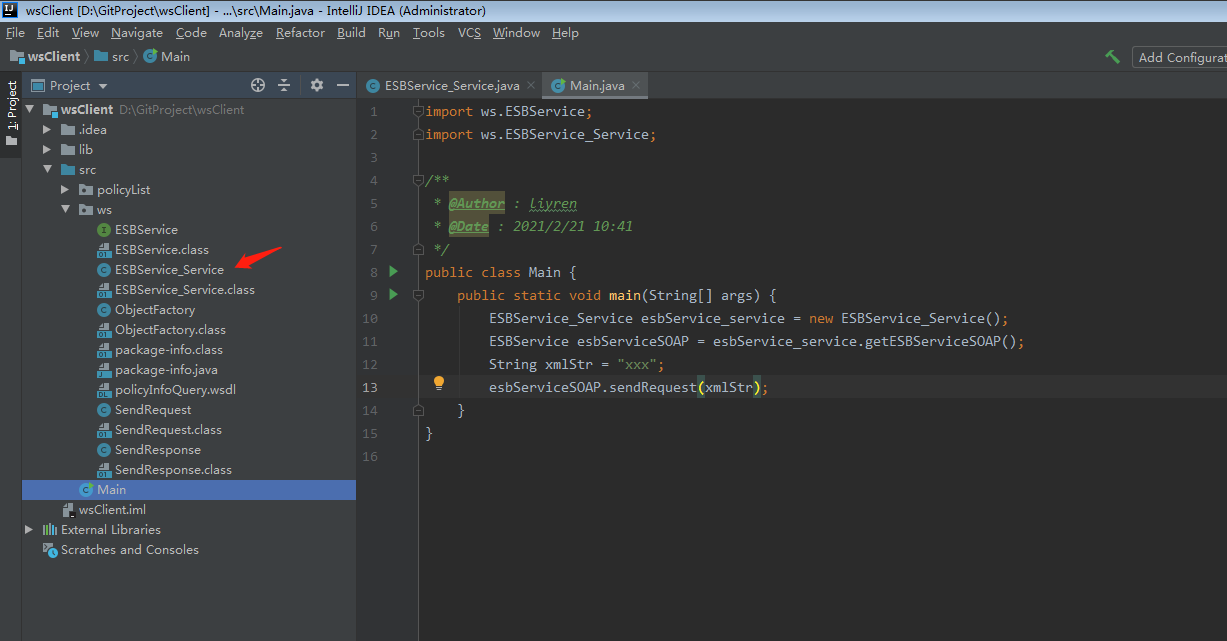 wsClient [D:\GitProject\wsClient] - ...\src\Main.java - IntelliJ IDEA (Administrator)
File Edit View Navigate Code Analyze Refactor Build Run Tools VCS Window Help
wsClient src Main Add Configurat
1: Project
Project
wsClient D:\GitProject\wsClient
.idea
lib
src
policyList
ws
ESBService
ESBService.class
ESBService_Service
ESBService_Service.class
ObjectFactory
ObjectFactory.class
package-info.class
package-info.java
policyInfoQuery.wsdl
SendRequest
SendRequest.class
SendResponse
SendResponse.class
Main
wsClient.iml
External Libraries
Scratches and Consoles
ESBService_Service.java Main.java
1 import ws.ESBService;
2 import ws.ESBService_Service;
3
4 /**
5 * @Author : liyren
6 * @Date : 2021/2/21 10:41
7 */
8 public class Main {
9 public static void main(String[] args) {
10 ESBService_Service esbService_service = new ESBService_Service();
11 ESBService esbServiceSOAP = esbService_service.getESBServiceSOAP();
12 String xmlStr = "xxx";
13 esbServiceSOAP.sendRequest(xmlStr);
14 }
15 }
16